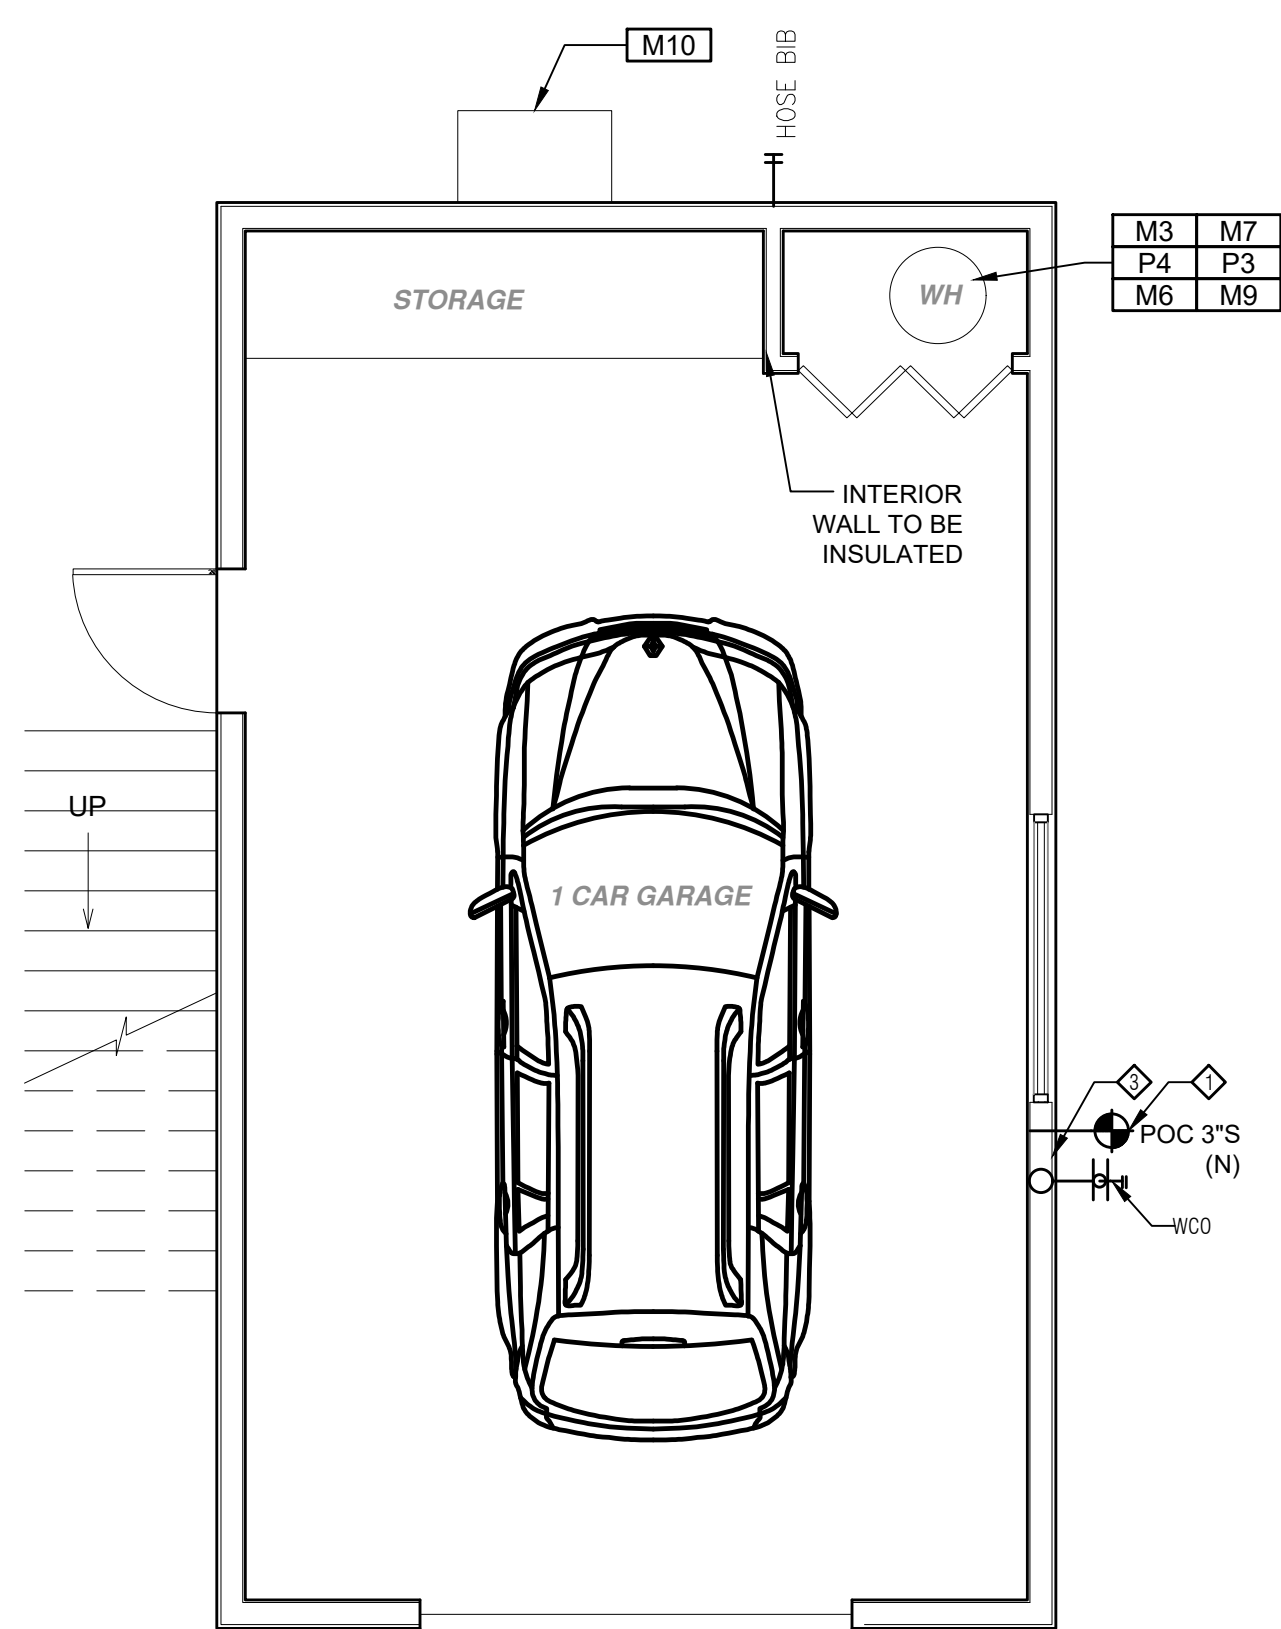 M10
HOSE BIB
M3 M7
P4 P3
M6 M9
STORAGE
WH
INTERIOR
WALL TO BE
INSULATED
UP
1 CAR GARAGE
3
1
POC 3"S
(N)
WCO